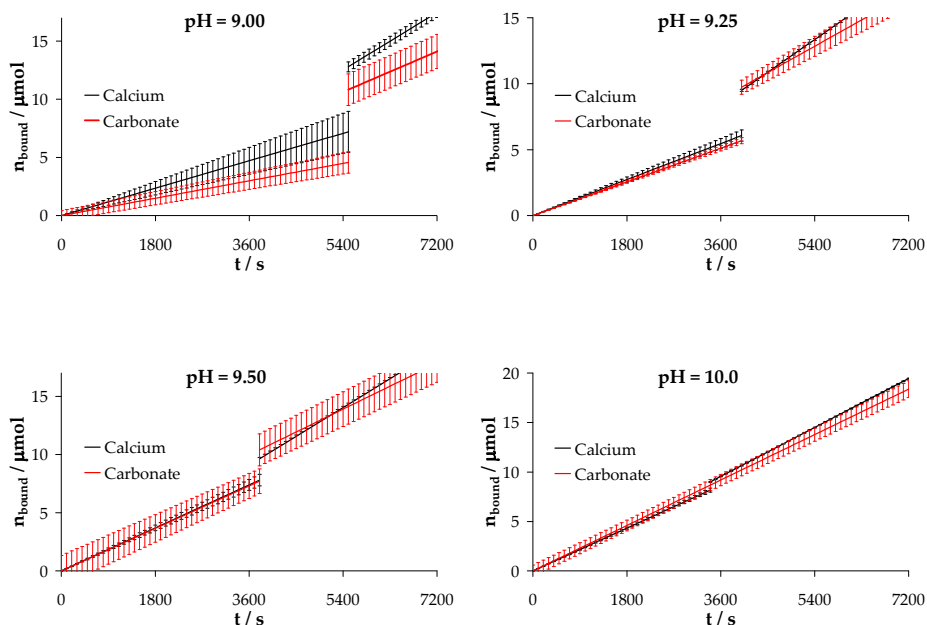 pH = 9.00
n_bound / μmol
15
10
5
0
Calcium
Carbonate
0 1800 3600 5400 7200
t / s
pH = 9.25
n_bound / μmol
15
10
5
0
Calcium
Carbonate
0 1800 3600 5400 7200
t / s
pH = 9.50
n_bound / μmol
15
10
5
0
Calcium
Carbonate
0 1800 3600 5400 7200
t / s
pH = 10.0
n_bound / μmol
20
15
10
5
0
Calcium
Carbonate
0 1800 3600 5400 7200
t / s